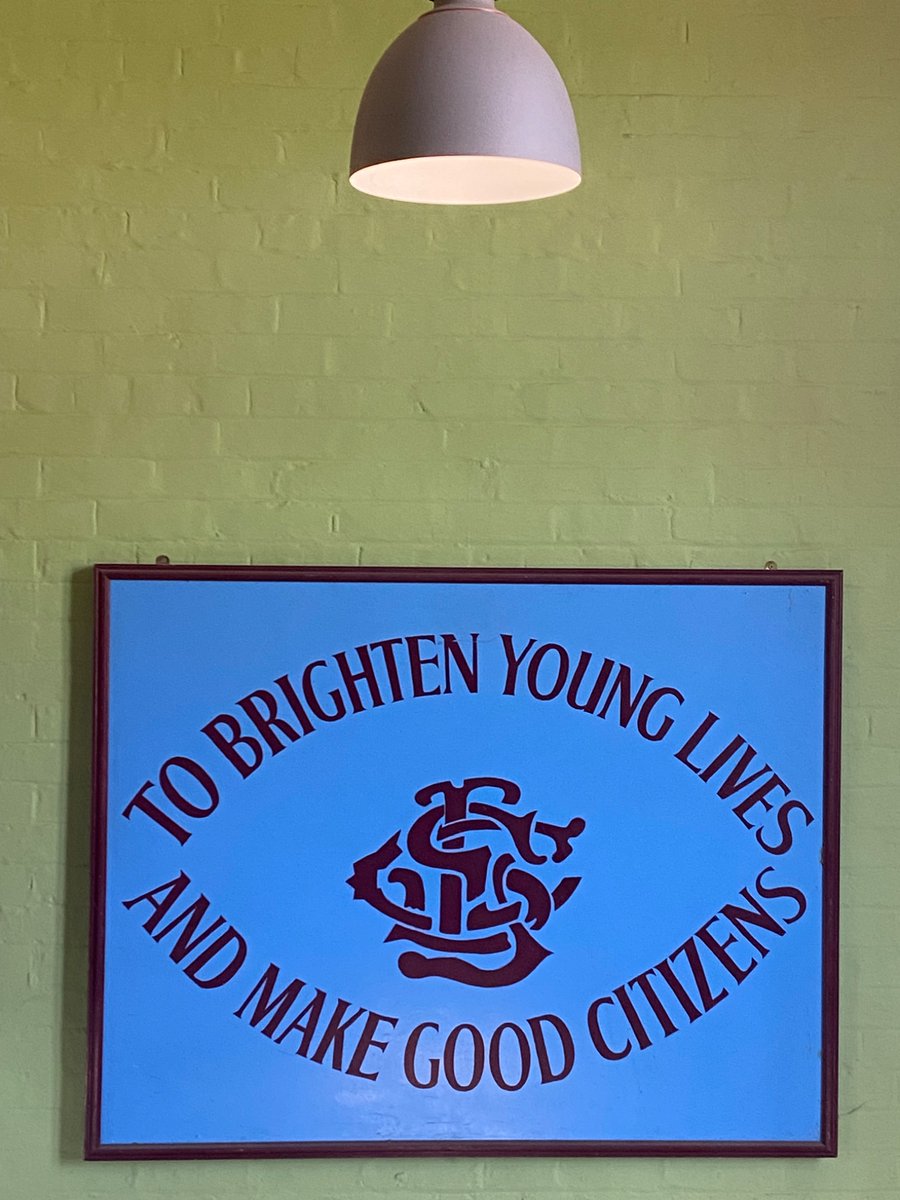 TO BRIGHTEN YOUNG LIVES
AND MAKE GOOD CITIZENS